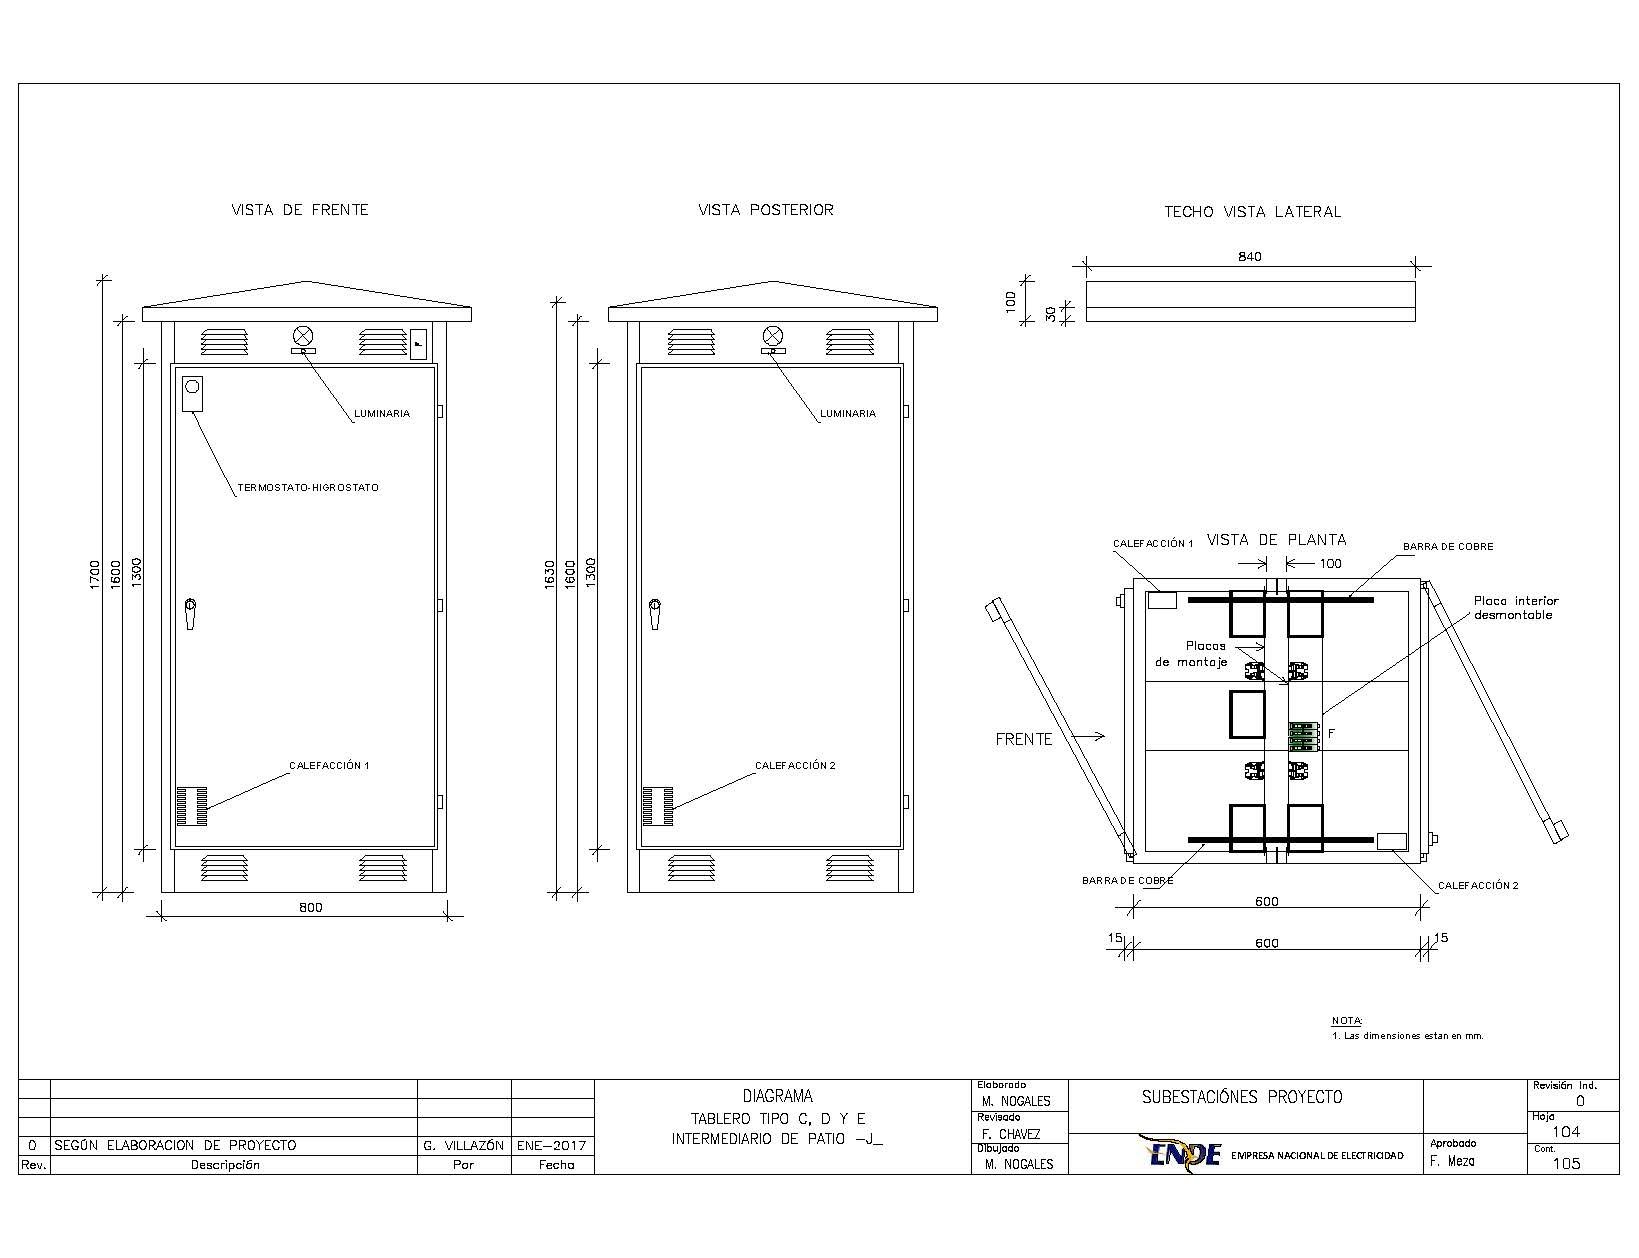 VISTA DE FRENTE
VISTA POSTERIOR
TECHO VISTA LATERAL
840
100
30
F
LUMINARIA
TERMOSTATO-HIGROSTATO
1700
1600
1300
CALEFACCIÓN 1
800
LUMINARIA
1630
1600
1300
CALEFACCIÓN 2
CALEFACCIÓN 1
VISTA DE PLANTA
BARRA DE COBRE
100
Placa interior
desmontable
Placas
de montaje
FRENTE
F
BARRA DE COBRE
CALEFACCIÓN 2
600
15
600
15
NOTA:
1. Las dimensiones estan en mm.
0 SEGÚN ELABORACION DE PROYECTO G. VILLAZÓN ENE-2017
Rev. Descripción Por Fecha
DIAGRAMA
TABLERO TIPO C, D Y E
INTERMEDIARIO DE PATIO -J_
Elaborado
M. NOGALES
Revisado
F. CHAVEZ
Dibujado
M. NOGALES
SUBESTACIÓNES PROYECTO
ENDE EMPRESA NACIONAL DE ELECTRICIDAD
Aprobado
F. Meza
Revisión Ind.
0
Hoja
104
Cont.
105